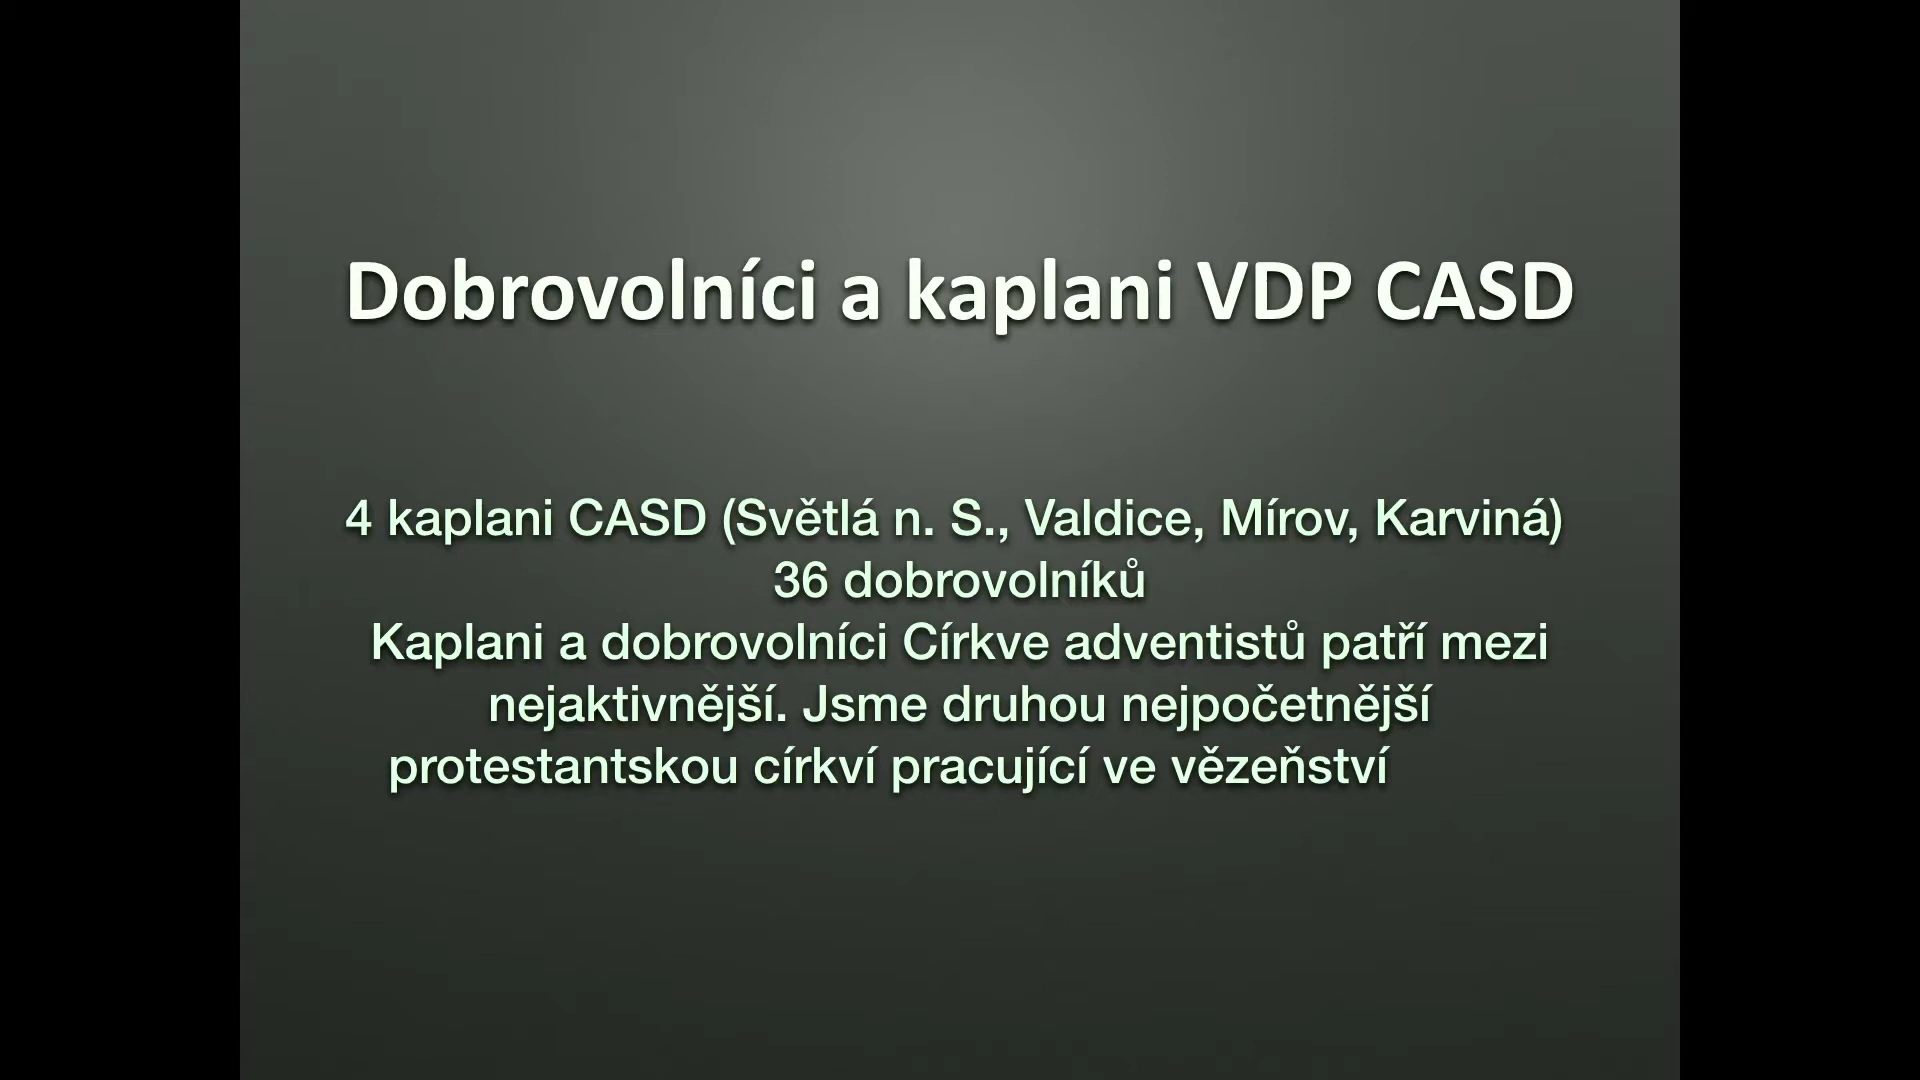 Dobrovolníci a kaplani VDP CASD
4 kaplani CASD (Světlá n. S., Valdice, Mírov, Karviná)
36 dobrovolníků
Kaplani a dobrovolníci Církve adventistů patří mezi
nejaktivnější. Jsme druhou nejpočetnější
protestantskou církví pracující ve vězeňství